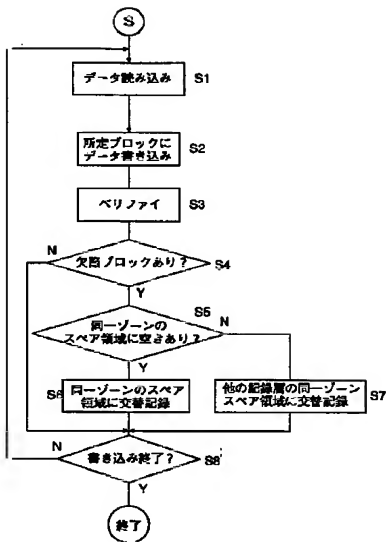 S
データ読み込み S1
所定ブロックに
データ書き込み
S2
ベリファイ S3
N
欠陥ブロックあり？
S4
Y
S5
同一ゾーンの
スペア領域に空きあり？
N
Y
同一ゾーンのスペア
領域に交替記録
S6
他の記録層の同一ゾーン
スペア領域に交替記録
S7
N
書き込み終了？
S8
Y
終了